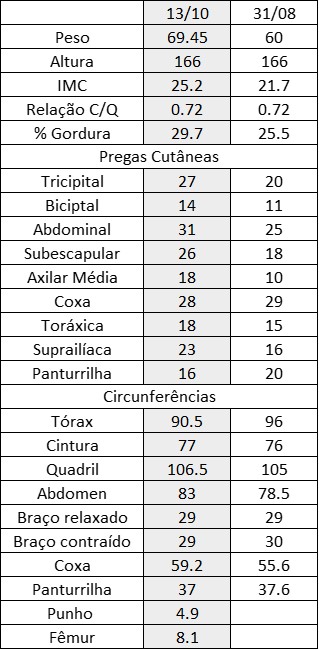 13/10 31/08
Peso 69.45 60
Altura 166 166
IMC 25.2 21.7
Relação C/Q 0.72 0.72
% Gordura 29.7 25.5
Pregas Cutâneas
Tricipital 27 20
Biciptal 14 11
Abdominal 31 25
Subescapular 26 18
Axilar Média 18 10
Coxa 28 29
Toráxica 18 15
Suprailíaca 23 16
Panturrilha 16 20
Circunferências
Tórax 90.5 96
Cintura 77 76
Quadril 106.5 105
Abdomen 83 78.5
Braço relaxado 29 29
Braço contraído 29 30
Coxa 59.2 55.6
Panturrilha 37 37.6
Punho 4.9
Fêmur 8.1